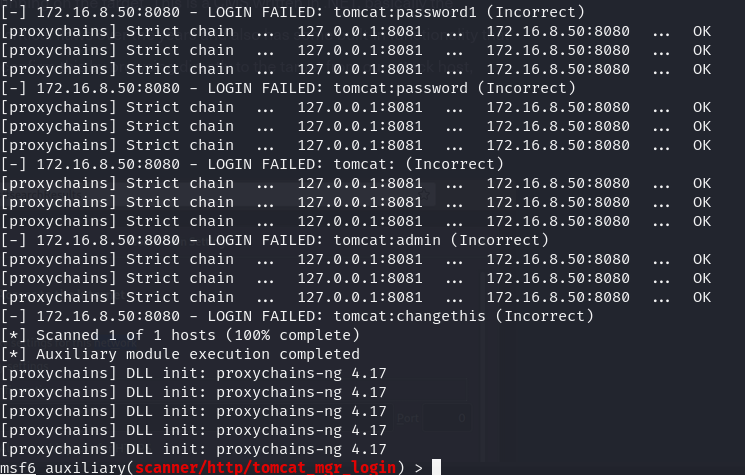 [-] 172.16.8.50:8080 - LOGIN FAILED: tomcat:password1 (Incorrect)
[proxychains] Strict chain  ...  127.0.0.1:8081  ...  172.16.8.50:8080  ...  OK
[proxychains] Strict chain  ...  127.0.0.1:8081  ...  172.16.8.50:8080  ...  OK
[proxychains] Strict chain  ...  127.0.0.1:8081  ...  172.16.8.50:8080  ...  OK
[-] 172.16.8.50:8080 - LOGIN FAILED: tomcat:password (Incorrect)
[proxychains] Strict chain  ...  127.0.0.1:8081  ...  172.16.8.50:8080  ...  OK
[proxychains] Strict chain  ...  127.0.0.1:8081  ...  172.16.8.50:8080  ...  OK
[proxychains] Strict chain  ...  127.0.0.1:8081  ...  172.16.8.50:8080  ...  OK
[-] 172.16.8.50:8080 - LOGIN FAILED: tomcat: (Incorrect)
[proxychains] Strict chain  ...  127.0.0.1:8081  ...  172.16.8.50:8080  ...  OK
[proxychains] Strict chain  ...  127.0.0.1:8081  ...  172.16.8.50:8080  ...  OK
[proxychains] Strict chain  ...  127.0.0.1:8081  ...  172.16.8.50:8080  ...  OK
[-] 172.16.8.50:8080 - LOGIN FAILED: tomcat:admin (Incorrect)
[proxychains] Strict chain  ...  127.0.0.1:8081  ...  172.16.8.50:8080  ...  OK
[proxychains] Strict chain  ...  127.0.0.1:8081  ...  172.16.8.50:8080  ...  OK
[proxychains] Strict chain  ...  127.0.0.1:8081  ...  172.16.8.50:8080  ...  OK
[-] 172.16.8.50:8080 - LOGIN FAILED: tomcat:changethis (Incorrect)
[*] Scanned 1 of 1 hosts (100% complete)
[*] Auxiliary module execution completed
[proxychains] DLL init: proxychains-ng 4.17
[proxychains] DLL init: proxychains-ng 4.17
[proxychains] DLL init: proxychains-ng 4.17
[proxychains] DLL init: proxychains-ng 4.17
[proxychains] DLL init: proxychains-ng 4.17
msf6 auxiliary(scanner/http/tomcat_mgr_login) >